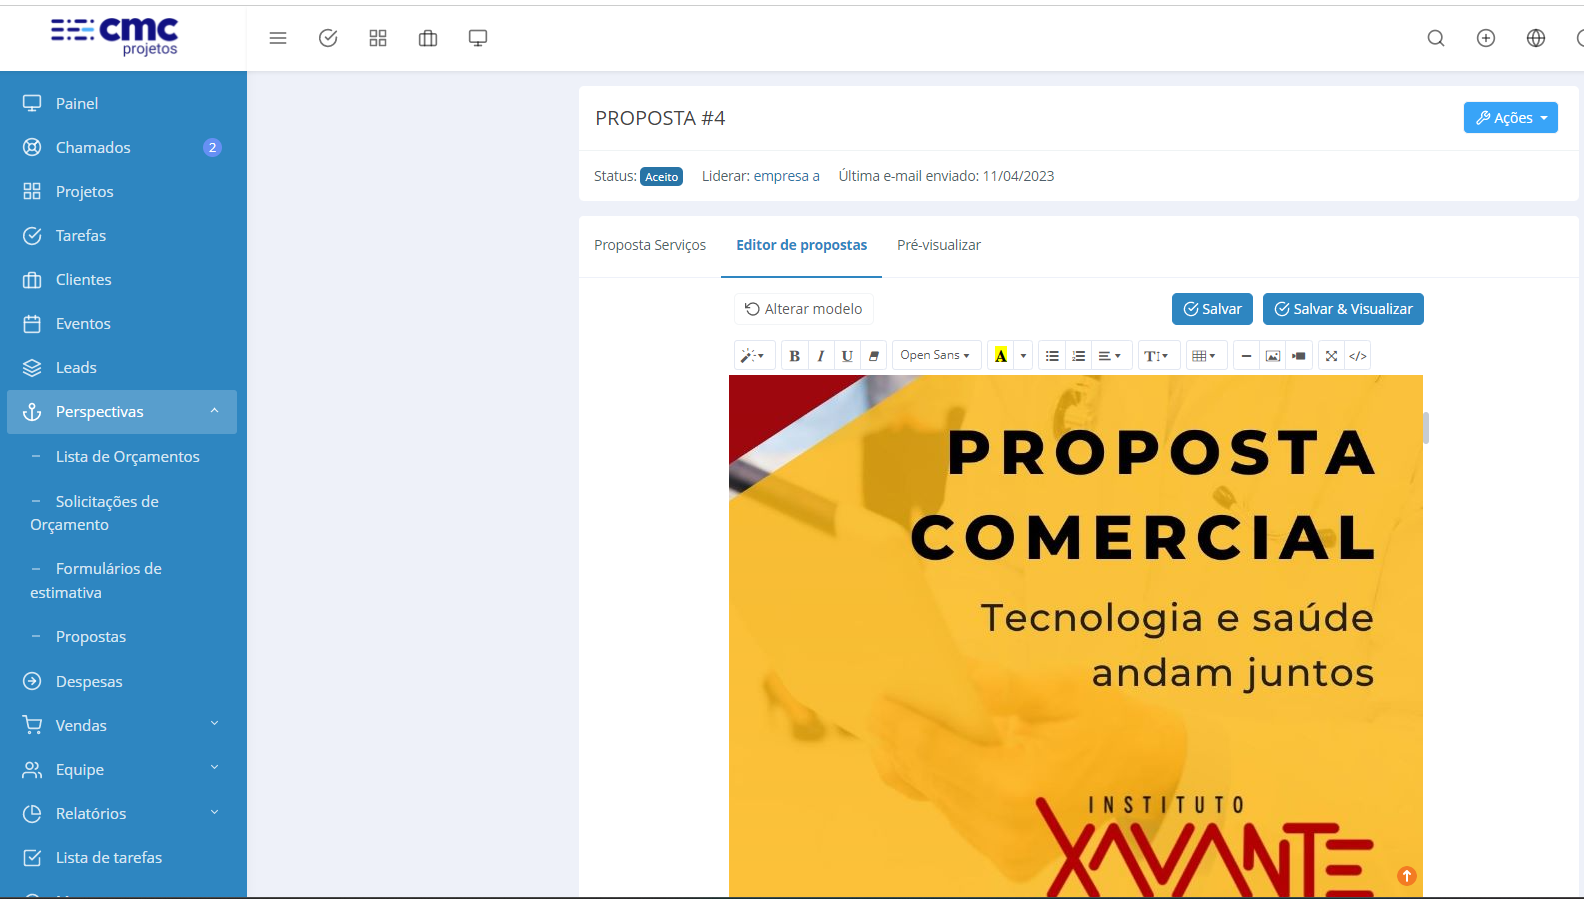 cmc
projetos
Painel
Chamados 2
Projetos
Tarefas
Clientes
Eventos
Leads
Perspectivas
Lista de Orçamentos
Solicitações de
Orçamento
Formulários de
estimativa
Propostas
Despesas
Vendas
Equipe
Relatórios
Lista de tarefas
PROPOSTA #4
Ações
Status: Aceito Liderar: empresa a Última e-mail enviado: 11/04/2023
Proposta Serviços Editor de propostas Pré-visualizar
Alterar modelo Salvar Salvar & Visualizar
B I U Open Sans A T </>
PROPOSTA
COMERCIAL
Tecnologia e saúde
andam juntos
INSTITUTO
XAVANTE